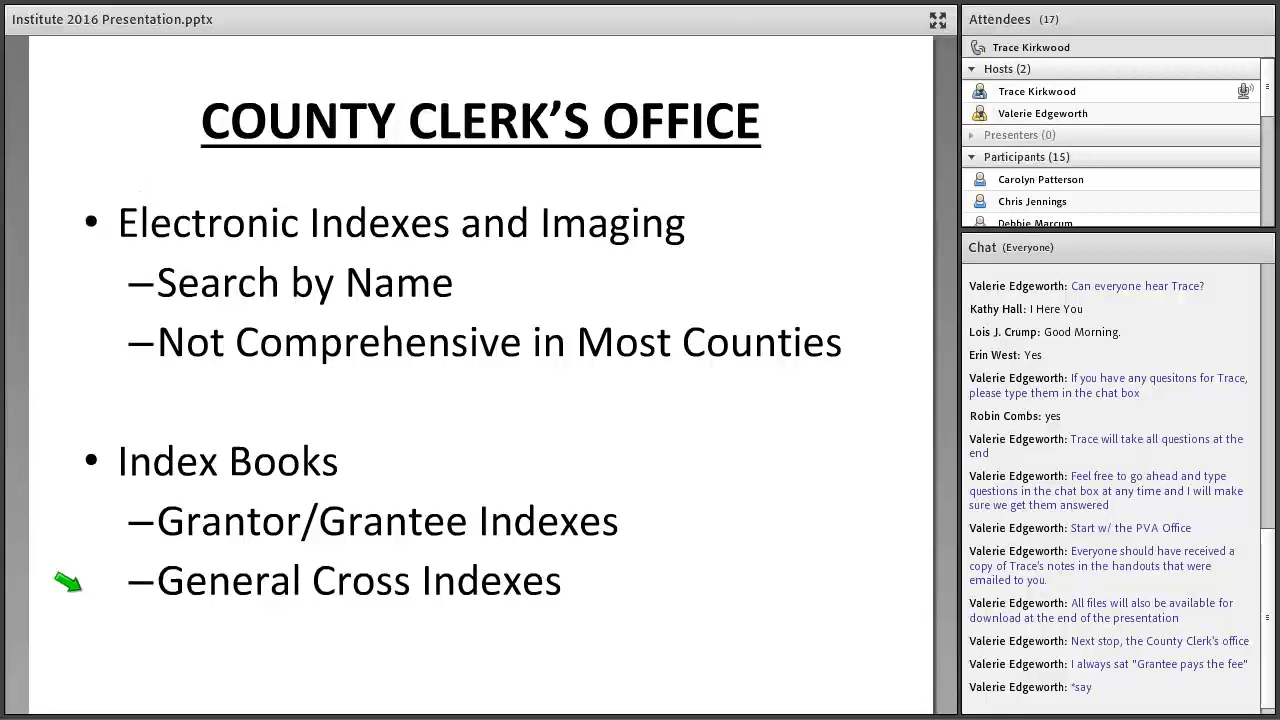 Institute 2016 Presentation.pptx
COUNTY CLERK’S OFFICE
• Electronic Indexes and Imaging
–Search by Name
–Not Comprehensive in Most Counties
• Index Books
–Grantor/Grantee Indexes
–General Cross Indexes
Attendees (17)
Trace Kirkwood
Hosts (2)
Trace Kirkwood
Valerie Edgeworth
Presenters (0)
Participants (15)
Carolyn Patterson
Chris Jennings
Debbie Marcum
Chat (Everyone)
Valerie Edgeworth: Can everyone hear Trace?
Kathy Hall: I Here You
Lois J. Crump: Good Morning.
Erin West: Yes
Valerie Edgeworth: If you have any quesitons for Trace,
please type them in the chat box
Robin Combs: yes
Valerie Edgeworth: Trace will take all questions at the
end
Valerie Edgeworth: Feel free to go ahead and type
questions in the chat box at any time and I will make
sure we get them answered
Valerie Edgeworth: Start w/ the PVA Office
Valerie Edgeworth: Everyone should have received a
copy of Trace's notes in the handouts that were
emailed to you.
Valerie Edgeworth: All files will also be available for
download at the end of the presentation
Valerie Edgeworth: Next stop, the County Clerk's office
Valerie Edgeworth: I always sat "Grantee pays the fee"
Valerie Edgeworth: *say